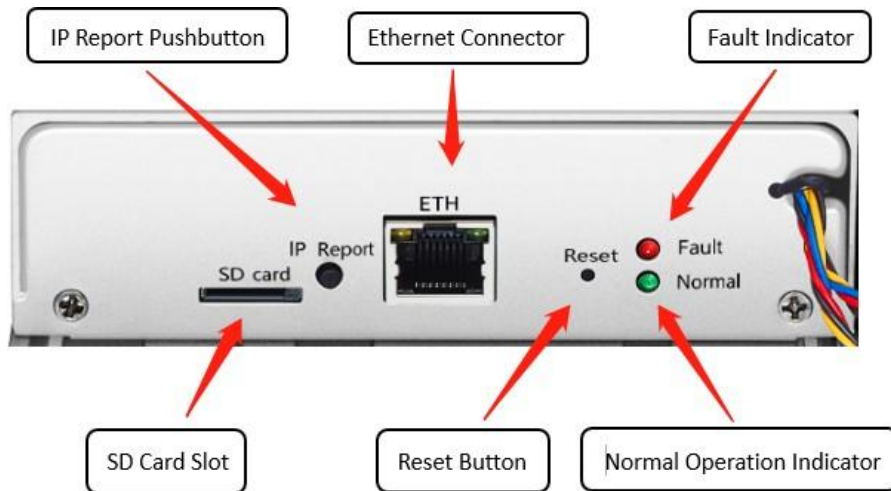 IP Report Pushbutton
Ethernet Connector
Fault Indicator
ETH
IP Report
SD card
Reset
Fault
Normal
SD Card Slot
Reset Button
Normal Operation Indicator